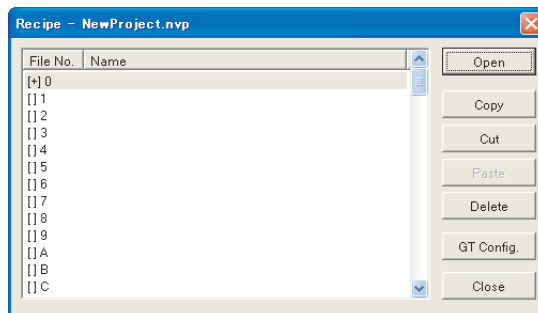 Recipe - NewProject.nvp
File No. Name
[+] 0
[] 1
[] 2
[] 3
[] 4
[] 5
[] 6
[] 7
[] 8
[] 9
[] A
[] B
[] C
Open
Copy
Cut
Paste
Delete
GT Config.
Close